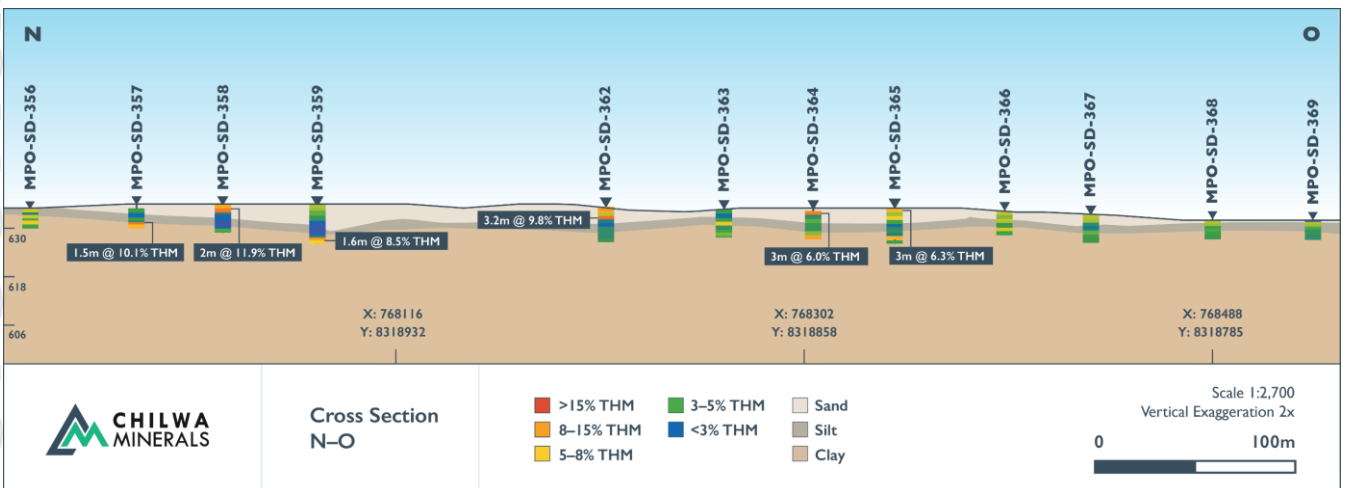 N
O
MPO-SD-356
MPO-SD-357
MPO-SD-358
MPO-SD-359
MPO-SD-362
MPO-SD-363
MPO-SD-364
MPO-SD-365
MPO-SD-366
MPO-SD-367
MPO-SD-368
MPO-SD-369
630
618
606
1.5m @ 10.1% THM
2m @ 11.9% THM
1.6m @ 8.5% THM
3.2m @ 9.8% THM
3m @ 6.0% THM
3m @ 6.3% THM
X: 768116
Y: 8318932
X: 768302
Y: 8318858
X: 768488
Y: 8318785
CHILWA
MINERALS
Cross Section
N–O
>15% THM
8–15% THM
5–8% THM
3–5% THM
<3% THM
Sand
Silt
Clay
Scale 1:2,700
Vertical Exaggeration 2x
0
100m